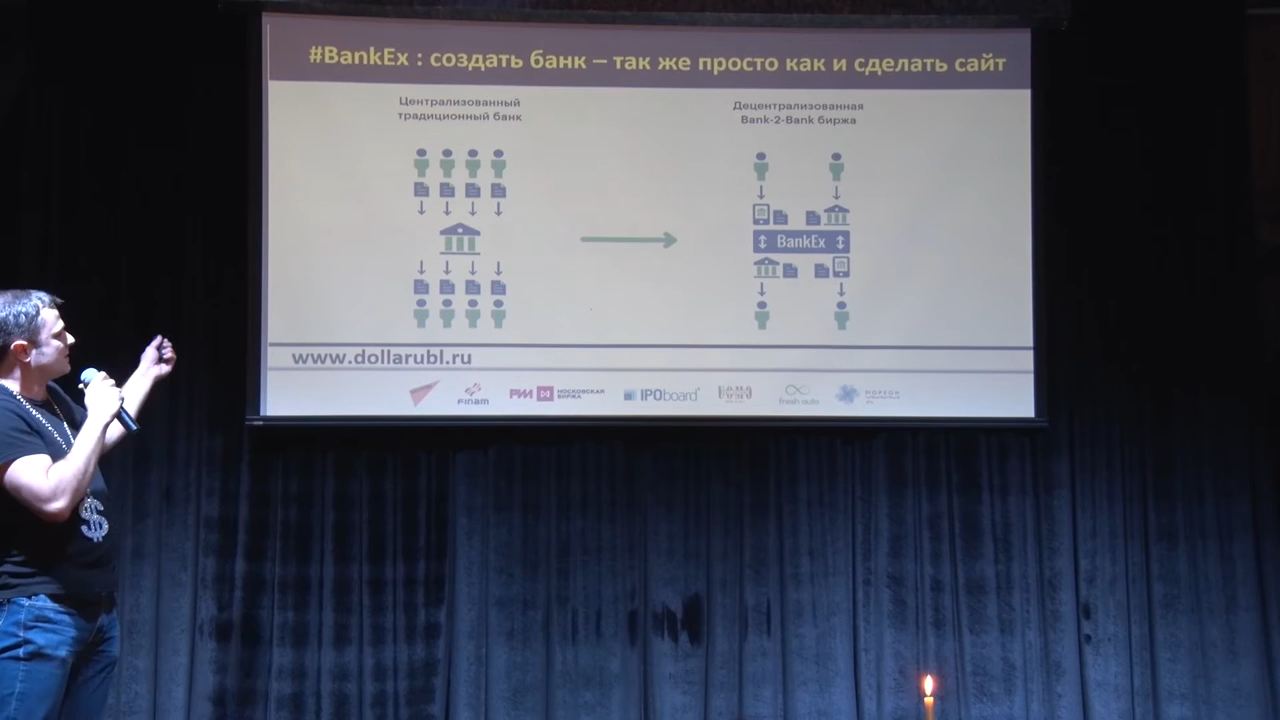 #BankEx : создать банк – так же просто как и сделать сайт
Централизованный
традиционный банк
Децентрализованная
Bank-2-Bank биржа
BankEx
www.dollarubl.ru
FINAM
РИИ
МОСКОВСКАЯ
БИРЖА
IPOboard
fresh auto